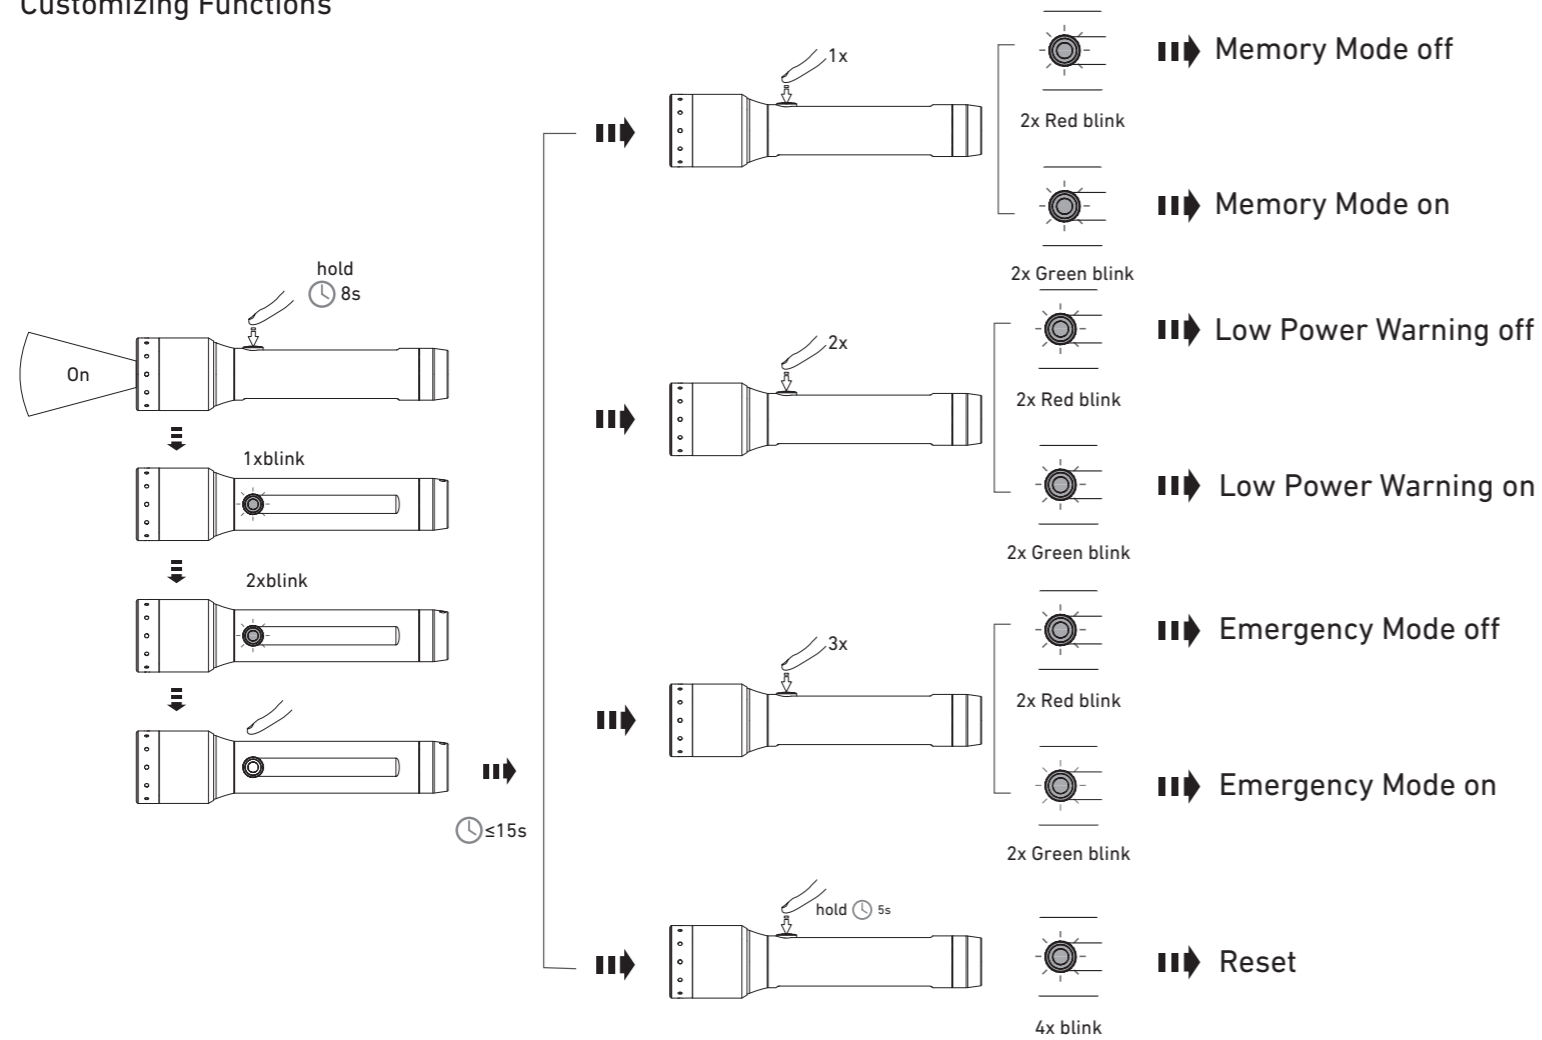 Customizing Functions
hold
8s
On
1xblink
2xblink
≤15s
1x
2x Red blink
Memory Mode off
2x Green blink
Memory Mode on
2x
2x Red blink
Low Power Warning off
2x Green blink
Low Power Warning on
3x
2x Red blink
Emergency Mode off
2x Green blink
Emergency Mode on
hold 5s
4x blink
Reset